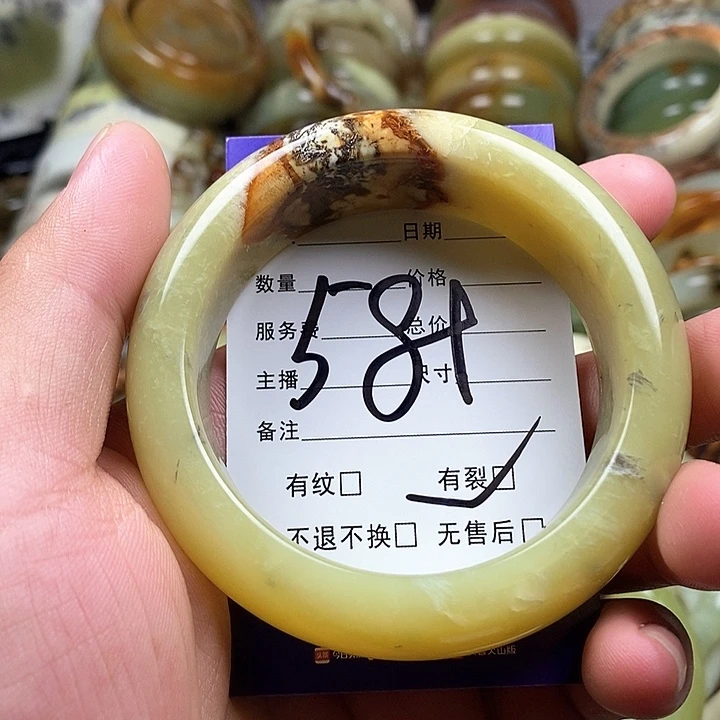 日期
数量 价格
服务费 总价
主播 尺寸
备注
581
有纹□ 有裂□
不退不换□ 无售后□